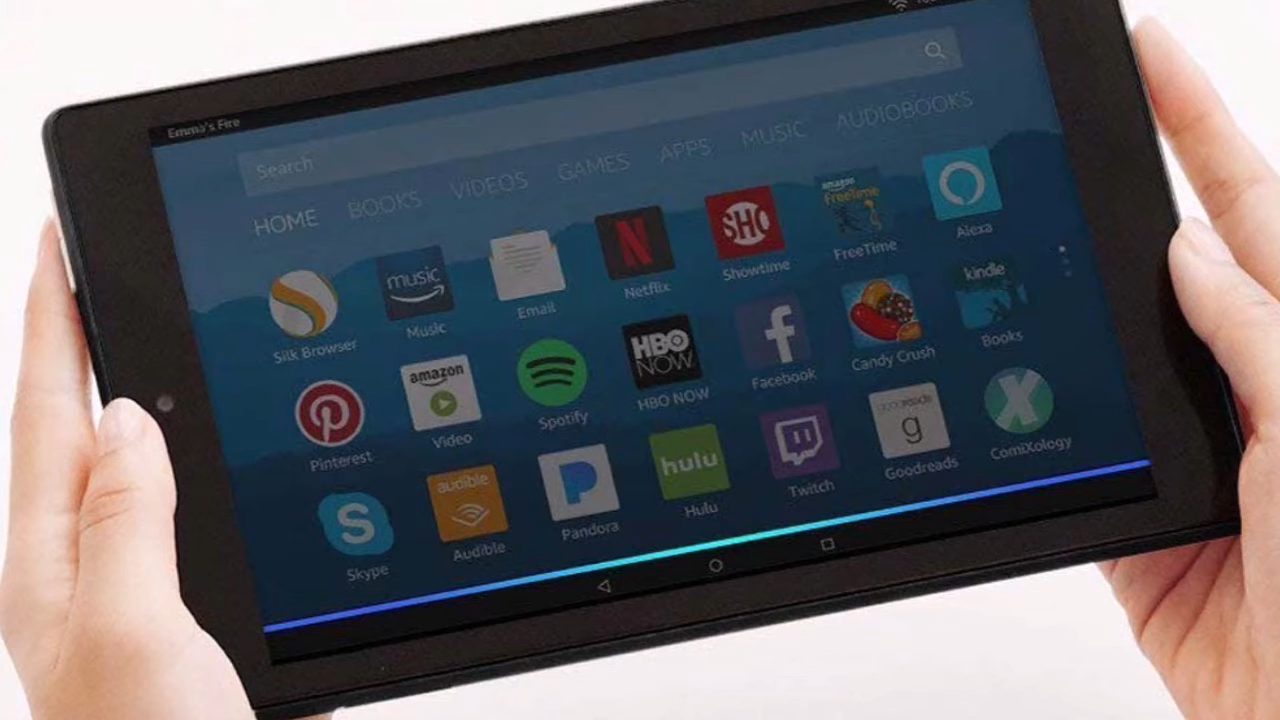 Emma's Fire
Search
HOME BOOKS VIDEOS GAMES APPS MUSIC AUDIOBOOKS
music
N
SHO
amazon
FreeTime
Silk Browser Music Email Netflix Showtime FreeTime Alexa
amazon
HBO
NOW
f
kindle
Pinterest Video Spotify HBO NOW Facebook Candy Crush Books
S
audible
P
hulu
goodreads
g
X
Skype Audible Pandora Hulu Twitch Goodreads ComiXology